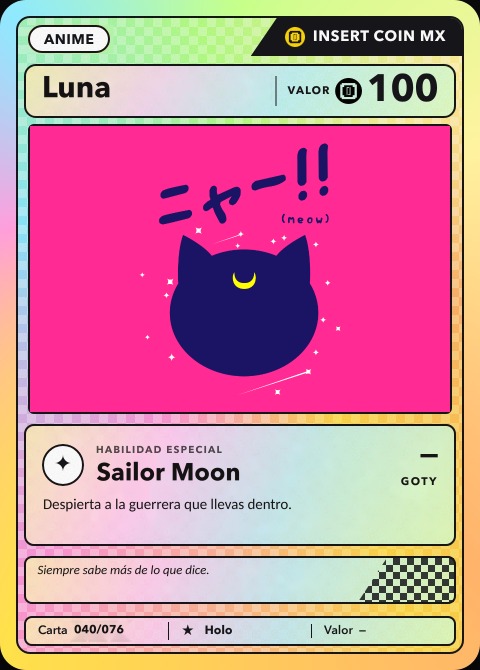 ANIME
INSERT COIN MX
Luna
VALOR 100
ニャー!!
(meow)
HABILIDAD ESPECIAL
Sailor Moon
–
GOTY
Despierta a la guerrera que llevas dentro.
Siempre sabe más de lo que dice.
Carta 040/076 ★ Holo Valor –